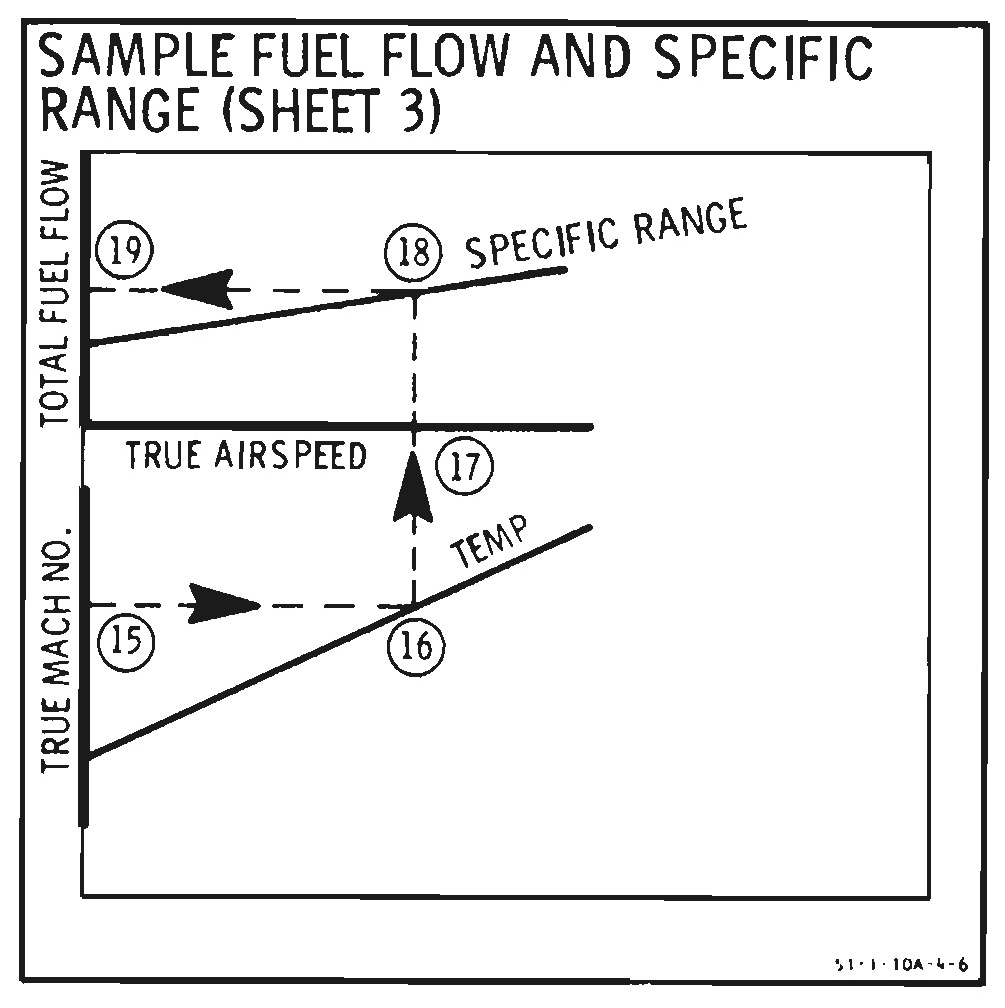 SAMPLE FUEL FLOW AND SPECIFIC
RANGE (SHEET 3)
TOTAL FUEL FLOW
19
18
SPECIFIC RANGE
TRUE AIRSPEED
17
TRUE MACH NO.
TEMP
15
16
51-1-10A-4-6